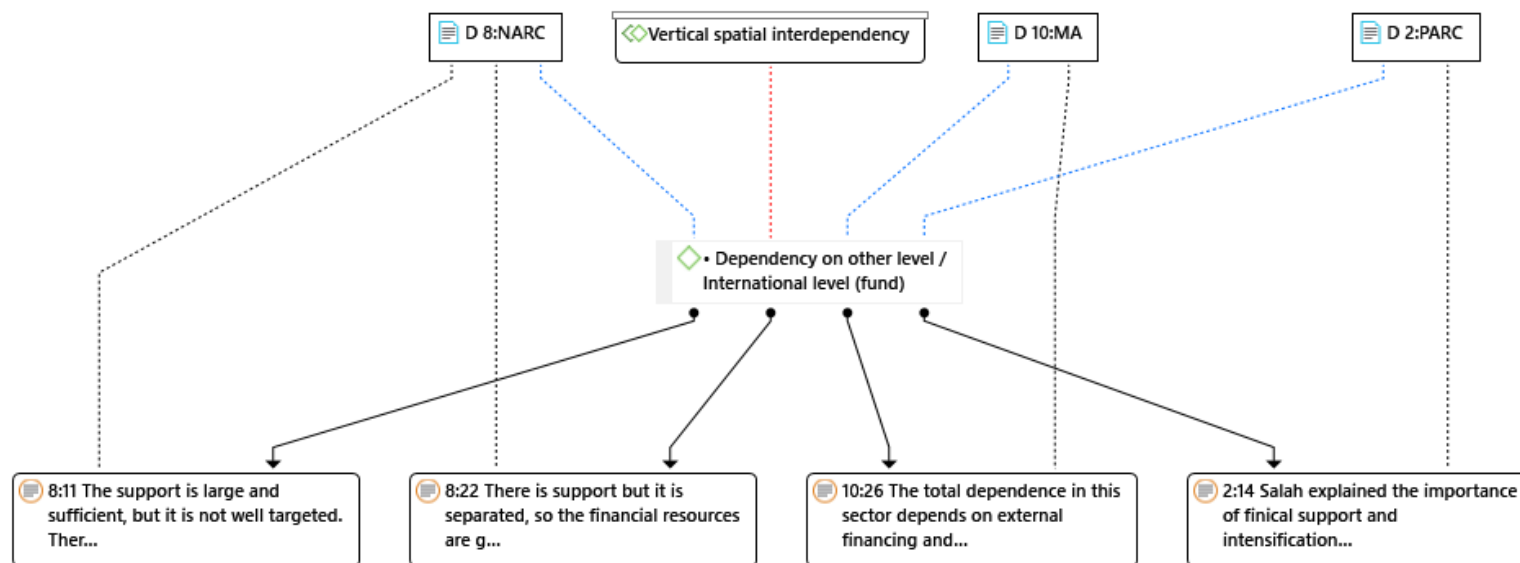 D 8:NARC
Vertical spatial interdependency
D 10:MA
D 2:PARC
• Dependency on other level /
International level (fund)
8:11 The support is large and
sufficient, but it is not well targeted.
Ther...
8:22 There is support but it is
separated, so the financial resources
are g...
10:26 The total dependence in this
sector depends on external
financing and...
2:14 Salah explained the importance
of finical support and
intensification...